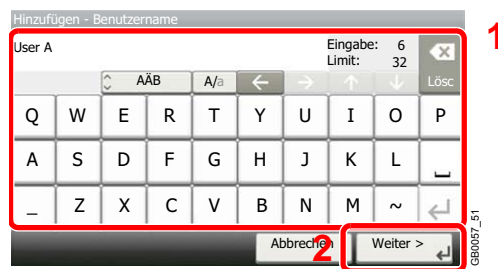 Hinzufügen - Benutzername
1
User A
Eingabe: 6
Limit: 32
AÄB A/a ← → ↑ ↓ Lösc
Q W E R T Y U I O P
A S D F G H J K L
_ Z X C V B N M ~
2
Abbrechen Weiter >
GB0057_51